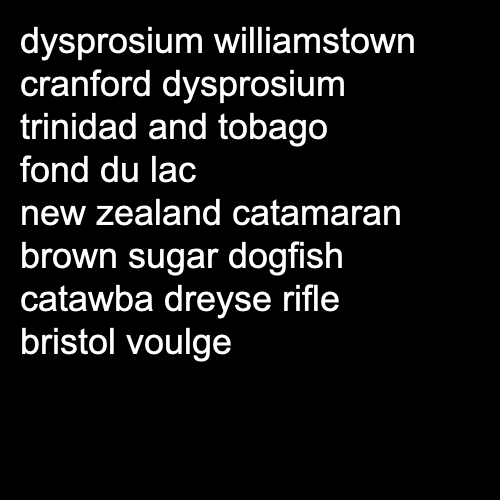 dysprosium williamstown
cranford dysprosium
trinidad and tobago
fond du lac
new zealand catamaran
brown sugar dogfish
catawba dreyse rifle
bristol voulge